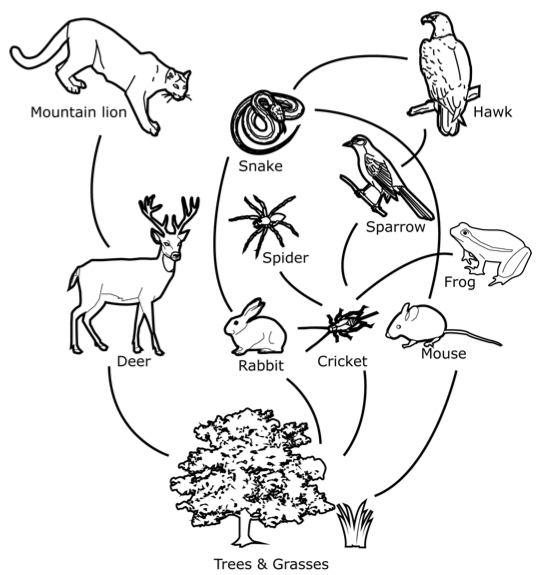 Mountain lion
Hawk
Snake
Sparrow
Spider
Frog
Deer
Rabbit
Cricket
Mouse
Trees & Grasses